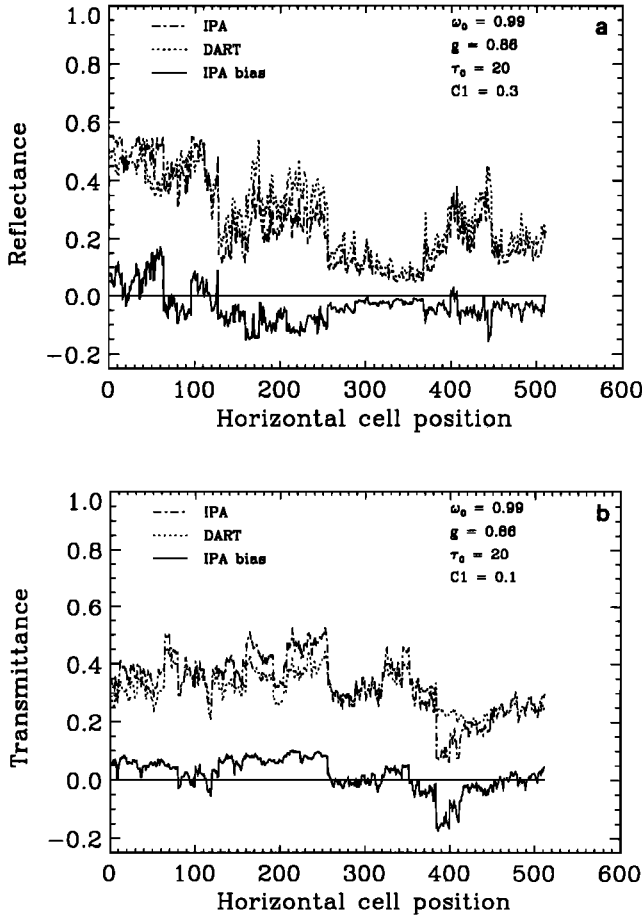 a
IPA
DART
IPA bias
ω₀ = 0.99
g = 0.86
τ₀ = 20
C1 = 0.3
Reflectance
1.0
0.8
0.6
0.4
0.2
0.0
−0.2
0 100 200 300 400 500 600
Horizontal cell position
b
IPA
DART
IPA bias
ω₀ = 0.99
g = 0.86
τ₀ = 20
C1 = 0.1
Transmittance
1.0
0.8
0.6
0.4
0.2
0.0
−0.2
0 100 200 300 400 500 600
Horizontal cell position